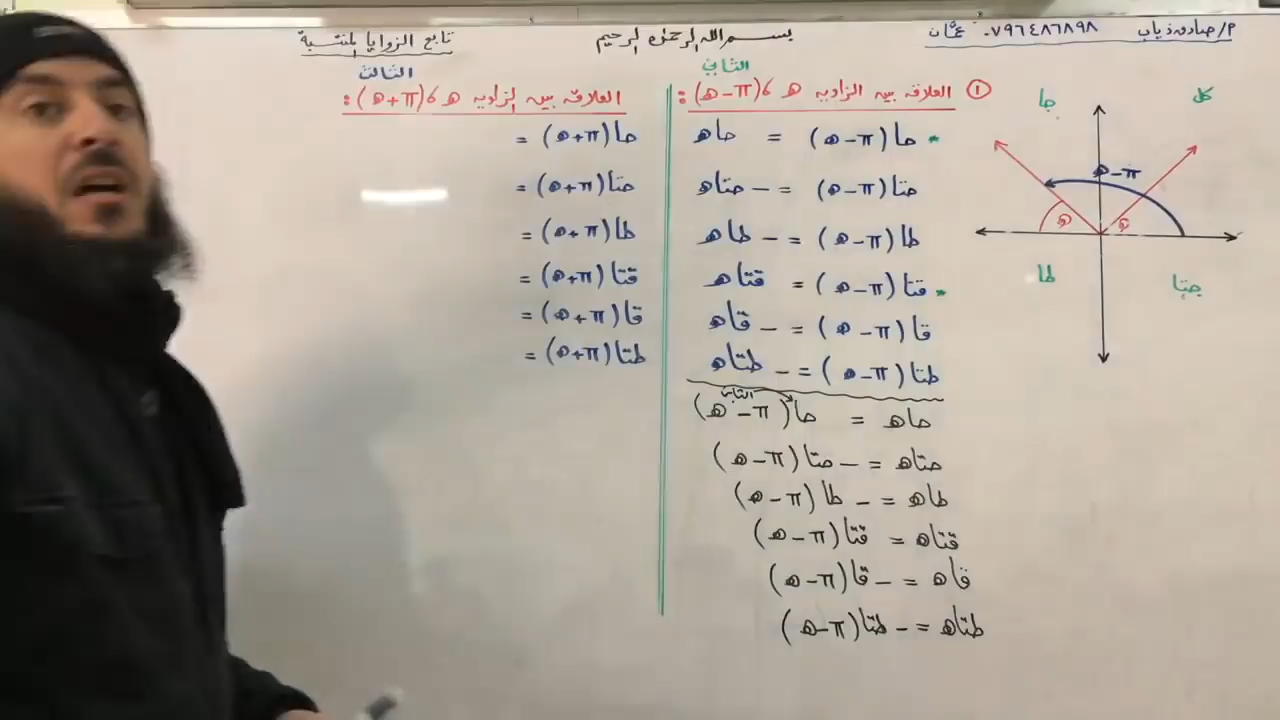 م/صادق ذياب ٠٧٩٦٤٨٦٨٩٨ عمّان
بسم الله الرحمن الرحيم
تابع الزوايا المنتسبة
الثاني
① العلاقة بين الزاوية هـ ، (π−هـ) :
* جا (π−هـ) = جاهـ
جتا (π−هـ) = − جتاهـ
ظا (π−هـ) = − ظاهـ
* قتا (π−هـ) = قتاهـ
قا (π−هـ) = − قاهـ
ظتا (π−هـ) = − ظتاهـ
جاهـ = جا (π−هـ)
الثاني
جتاهـ = − جتا (π−هـ)
ظاهـ = − ظا (π−هـ)
قتاهـ = قتا (π−هـ)
قاهـ = − قا (π−هـ)
ظتاهـ = − ظتا (π−هـ)
الثالث
العلاقة بين الزاوية هـ ، (π+هـ) :
جا (π+هـ) =
جتا (π+هـ) =
ظا (π+هـ) =
قتا (π+هـ) =
قا (π+هـ) =
ظتا (π+هـ) =
كل
جا
π−هـ
هـ
هـ
ظا
جتا